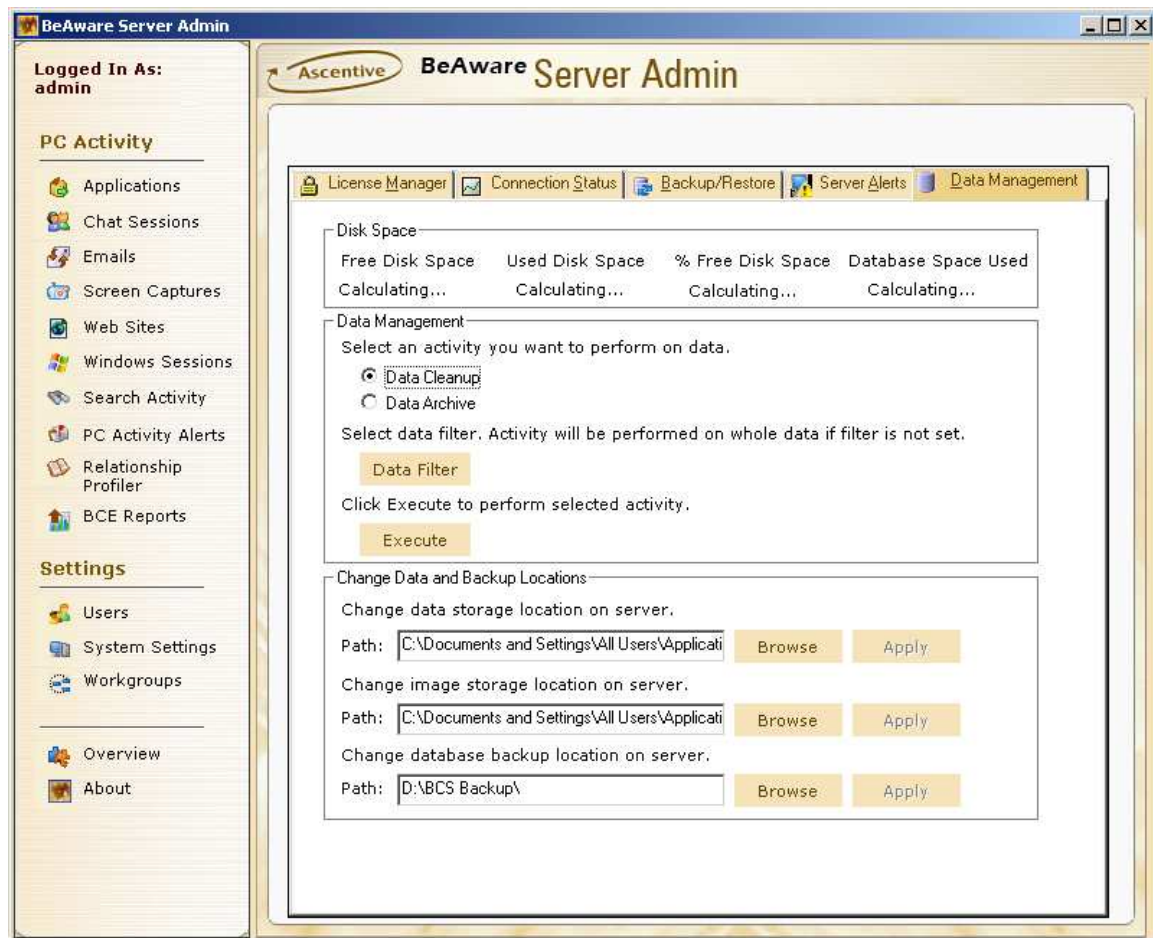 BeAware Server Admin
Logged In As:
admin
PC Activity
Applications
Chat Sessions
Emails
Screen Captures
Web Sites
Windows Sessions
Search Activity
PC Activity Alerts
Relationship
Profiler
BCE Reports
Settings
Users
System Settings
Workgroups
Overview
About
Ascentive BeAware Server Admin
License Manager Connection Status Backup/Restore Server Alerts Data Management
Disk Space
Free Disk Space Used Disk Space % Free Disk Space Database Space Used
Calculating... Calculating... Calculating... Calculating...
Data Management
Select an activity you want to perform on data.
Data Cleanup
Data Archive
Select data filter. Activity will be performed on whole data if filter is not set.
Data Filter
Click Execute to perform selected activity.
Execute
Change Data and Backup Locations
Change data storage location on server.
Path: C:\Documents and Settings\All Users\Applicati Browse Apply
Change image storage location on server.
Path: C:\Documents and Settings\All Users\Applicati Browse Apply
Change database backup location on server.
Path: D:\BCS Backup\ Browse Apply